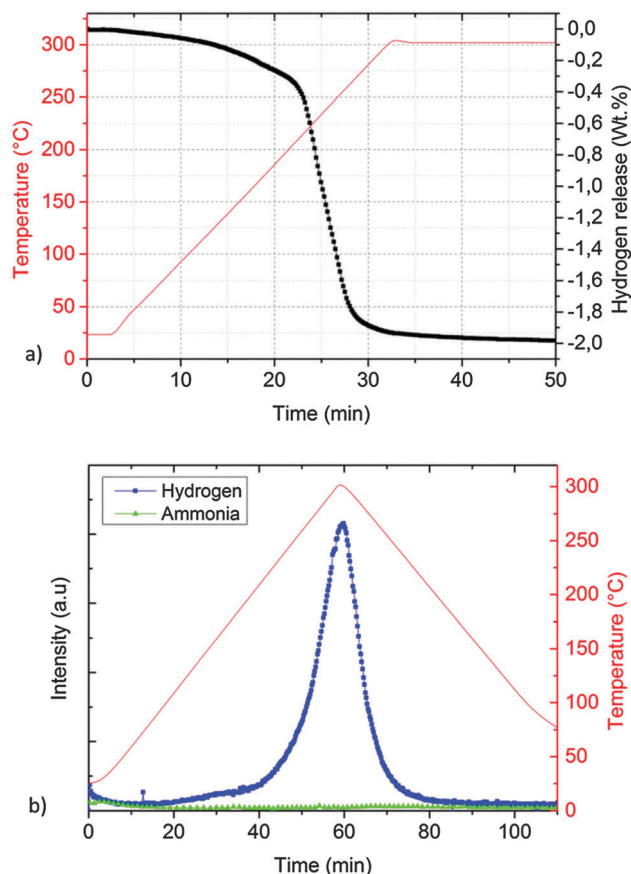 300
250
200
150
100
50
0
Temperature (°C)
0,0
-0,2
-0,4
-0,6
-0,8
-1,0
-1,2
-1,4
-1,6
-1,8
-2,0
Hydrogen release (Wt.%)
0 10 20 30 40 50
Time (min)
a)
Hydrogen
Ammonia
Intensity (a.u)
300
250
200
150
100
50
0
Temperature (°C)
0 20 40 60 80 100
Time (min)
b)